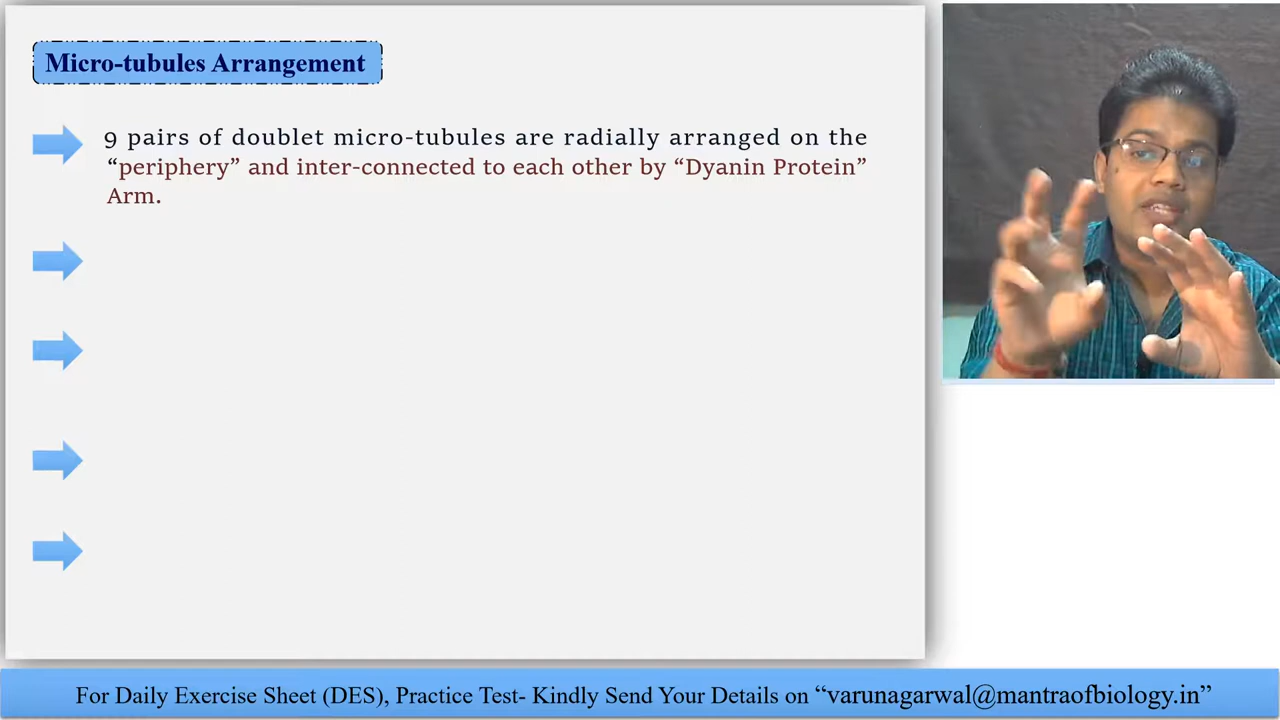 Micro-tubules Arrangement
9 pairs of doublet micro-tubules are radially arranged on the
“periphery” and inter-connected to each other by “Dyanin Protein”
Arm.
For Daily Exercise Sheet (DES), Practice Test- Kindly Send Your Details on “varunagarwal@mantraofbiology.in”